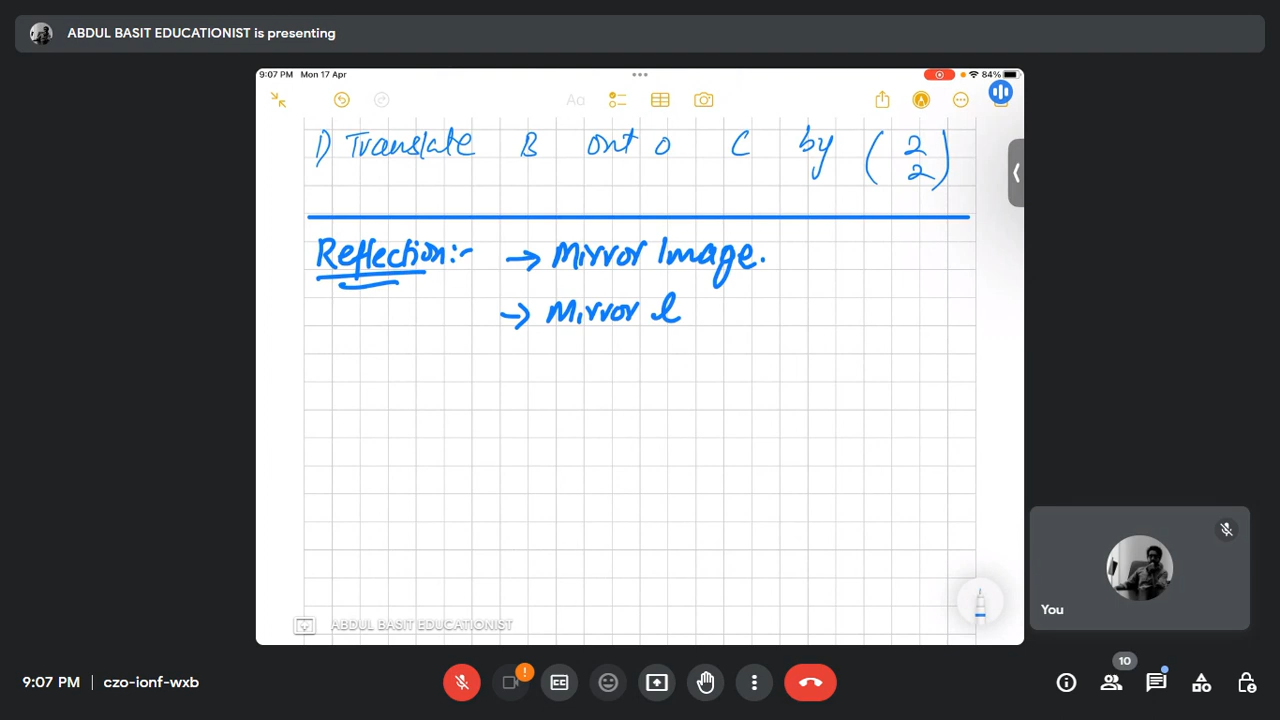 ABDUL BASIT EDUCATIONIST is presenting
9:07 PM Mon 17 Apr
84%
Aa
1) Translate B onto C by ( 2
2 )
Reflection:- → Mirror Image.
→ Mirror l
ABDUL BASIT EDUCATIONIST
You
9:07 PM | czo-ionf-wxb
10